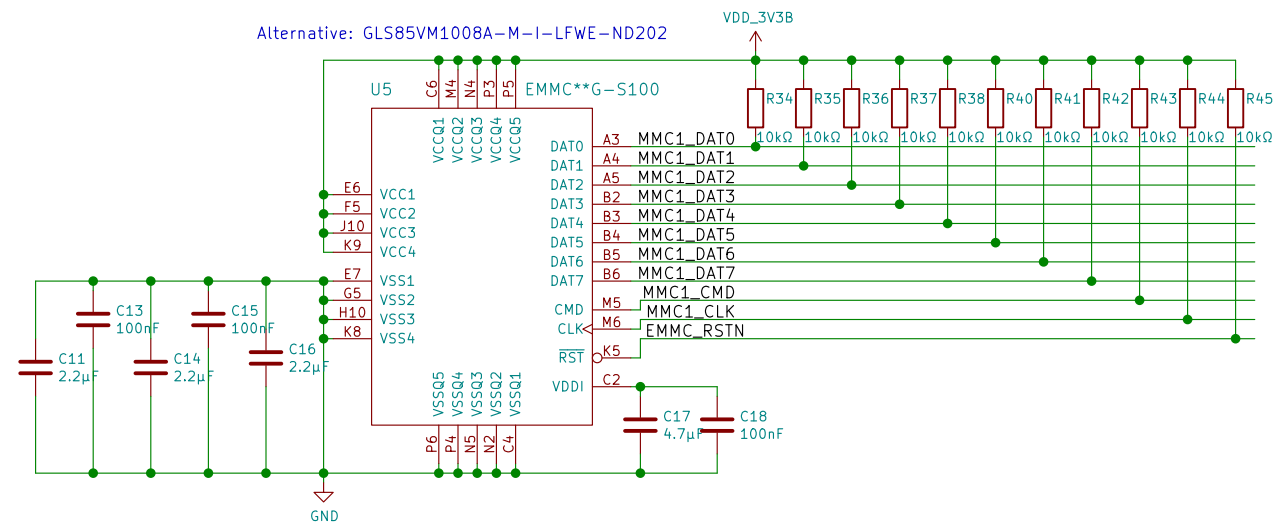 VDD_3V3B
Alternative: GLS85VM1008A-M-I-LFWE-ND202
U5
EMMC**G-S100
C6
M4
N4
P3
P5
VCCQ1
VCCQ2
VCCQ3
VCCQ4
VCCQ5
R34
R35
R36
R37
R38
R40
R41
R42
R43
R44
R45
10kΩ
10kΩ
10kΩ
10kΩ
10kΩ
10kΩ
10kΩ
10kΩ
10kΩ
10kΩ
10kΩ
DAT0 A3 MMC1_DAT0
DAT1 A4 MMC1_DAT1
DAT2 A5 MMC1_DAT2
DAT3 B2 MMC1_DAT3
DAT4 B3 MMC1_DAT4
DAT5 B4 MMC1_DAT5
DAT6 B5 MMC1_DAT6
DAT7 B6 MMC1_DAT7
CMD M5 MMC1_CMD
CLK M6 MMC1_CLK
RST K5 EMMC_RSTN
VDDI C2
E6 VCC1
F5 VCC2
J10 VCC3
K9 VCC4
E7 VSS1
G5 VSS2
H10 VSS3
K8 VSS4
C13
100nF
C15
100nF
C11
2.2µF
C14
2.2µF
C16
2.2µF
VSSQ5
VSSQ4
VSSQ3
VSSQ2
VSSQ1
P6
P4
N5
N2
C4
C17
4.7µF
C18
100nF
GND